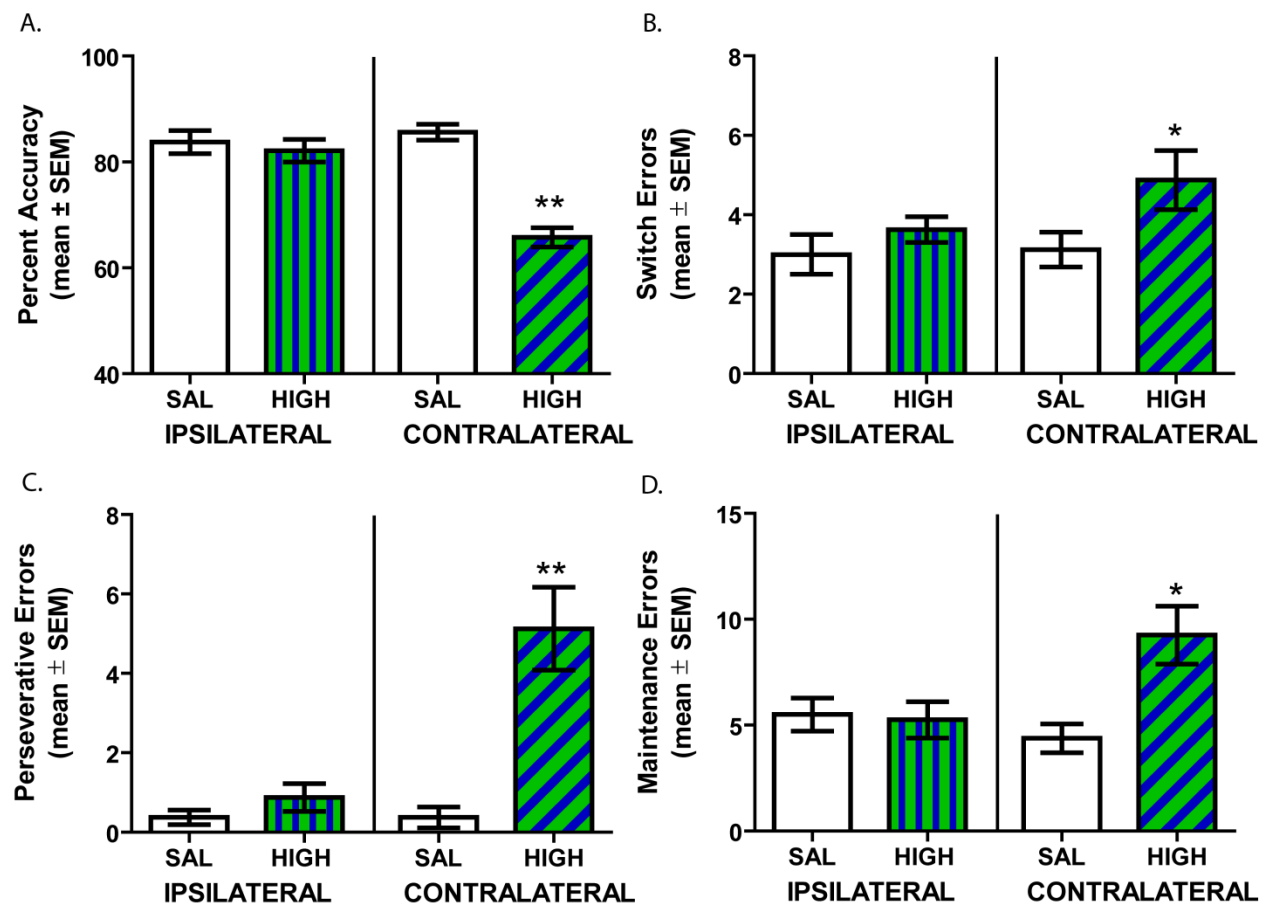 A.
Percent Accuracy
(mean ± SEM)
100
80
60
40
**
SAL HIGH SAL HIGH
IPSILATERAL CONTRALATERAL
B.
Switch Errors
(mean ± SEM)
8
6
4
2
0
*
SAL HIGH SAL HIGH
IPSILATERAL CONTRALATERAL
C.
Perseverative Errors
(mean ± SEM)
8
6
4
2
0
**
SAL HIGH SAL HIGH
IPSILATERAL CONTRALATERAL
D.
Maintenance Errors
(mean ± SEM)
15
10
5
0
*
SAL HIGH SAL HIGH
IPSILATERAL CONTRALATERAL